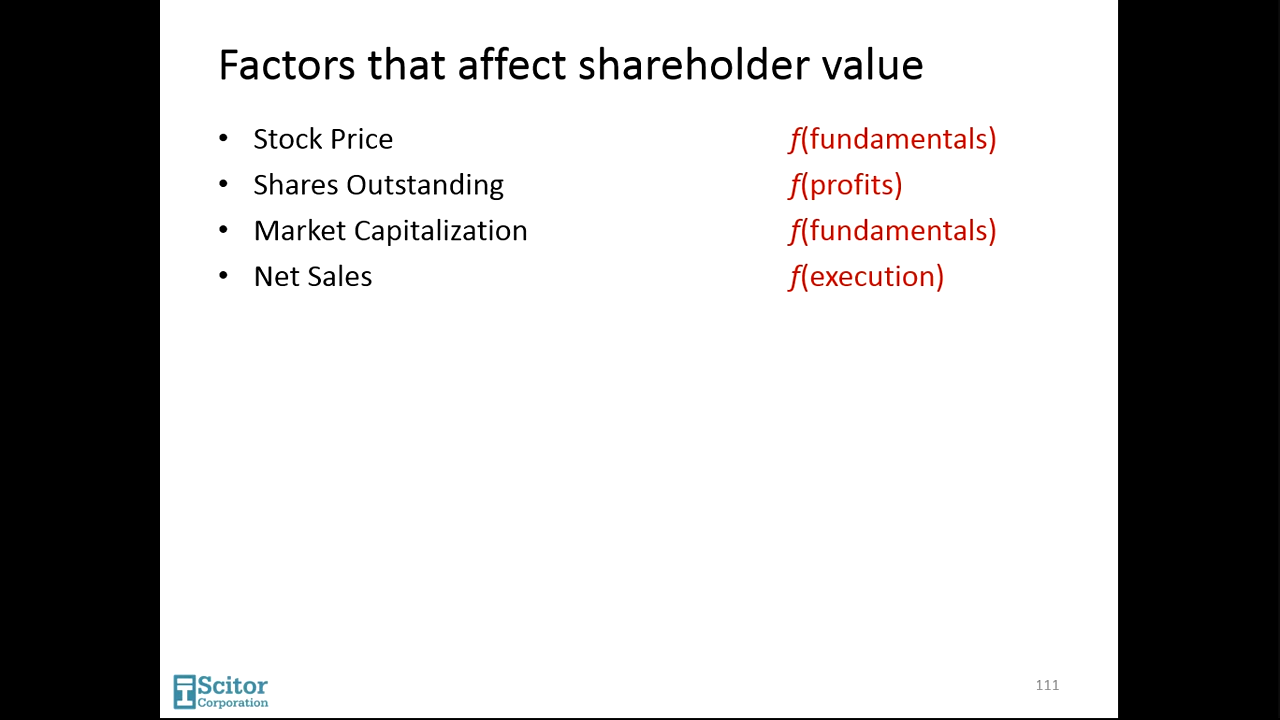 Factors that affect shareholder value
• Stock Price f(fundamentals)
• Shares Outstanding f(profits)
• Market Capitalization f(fundamentals)
• Net Sales f(execution)
Scitor
Corporation
111